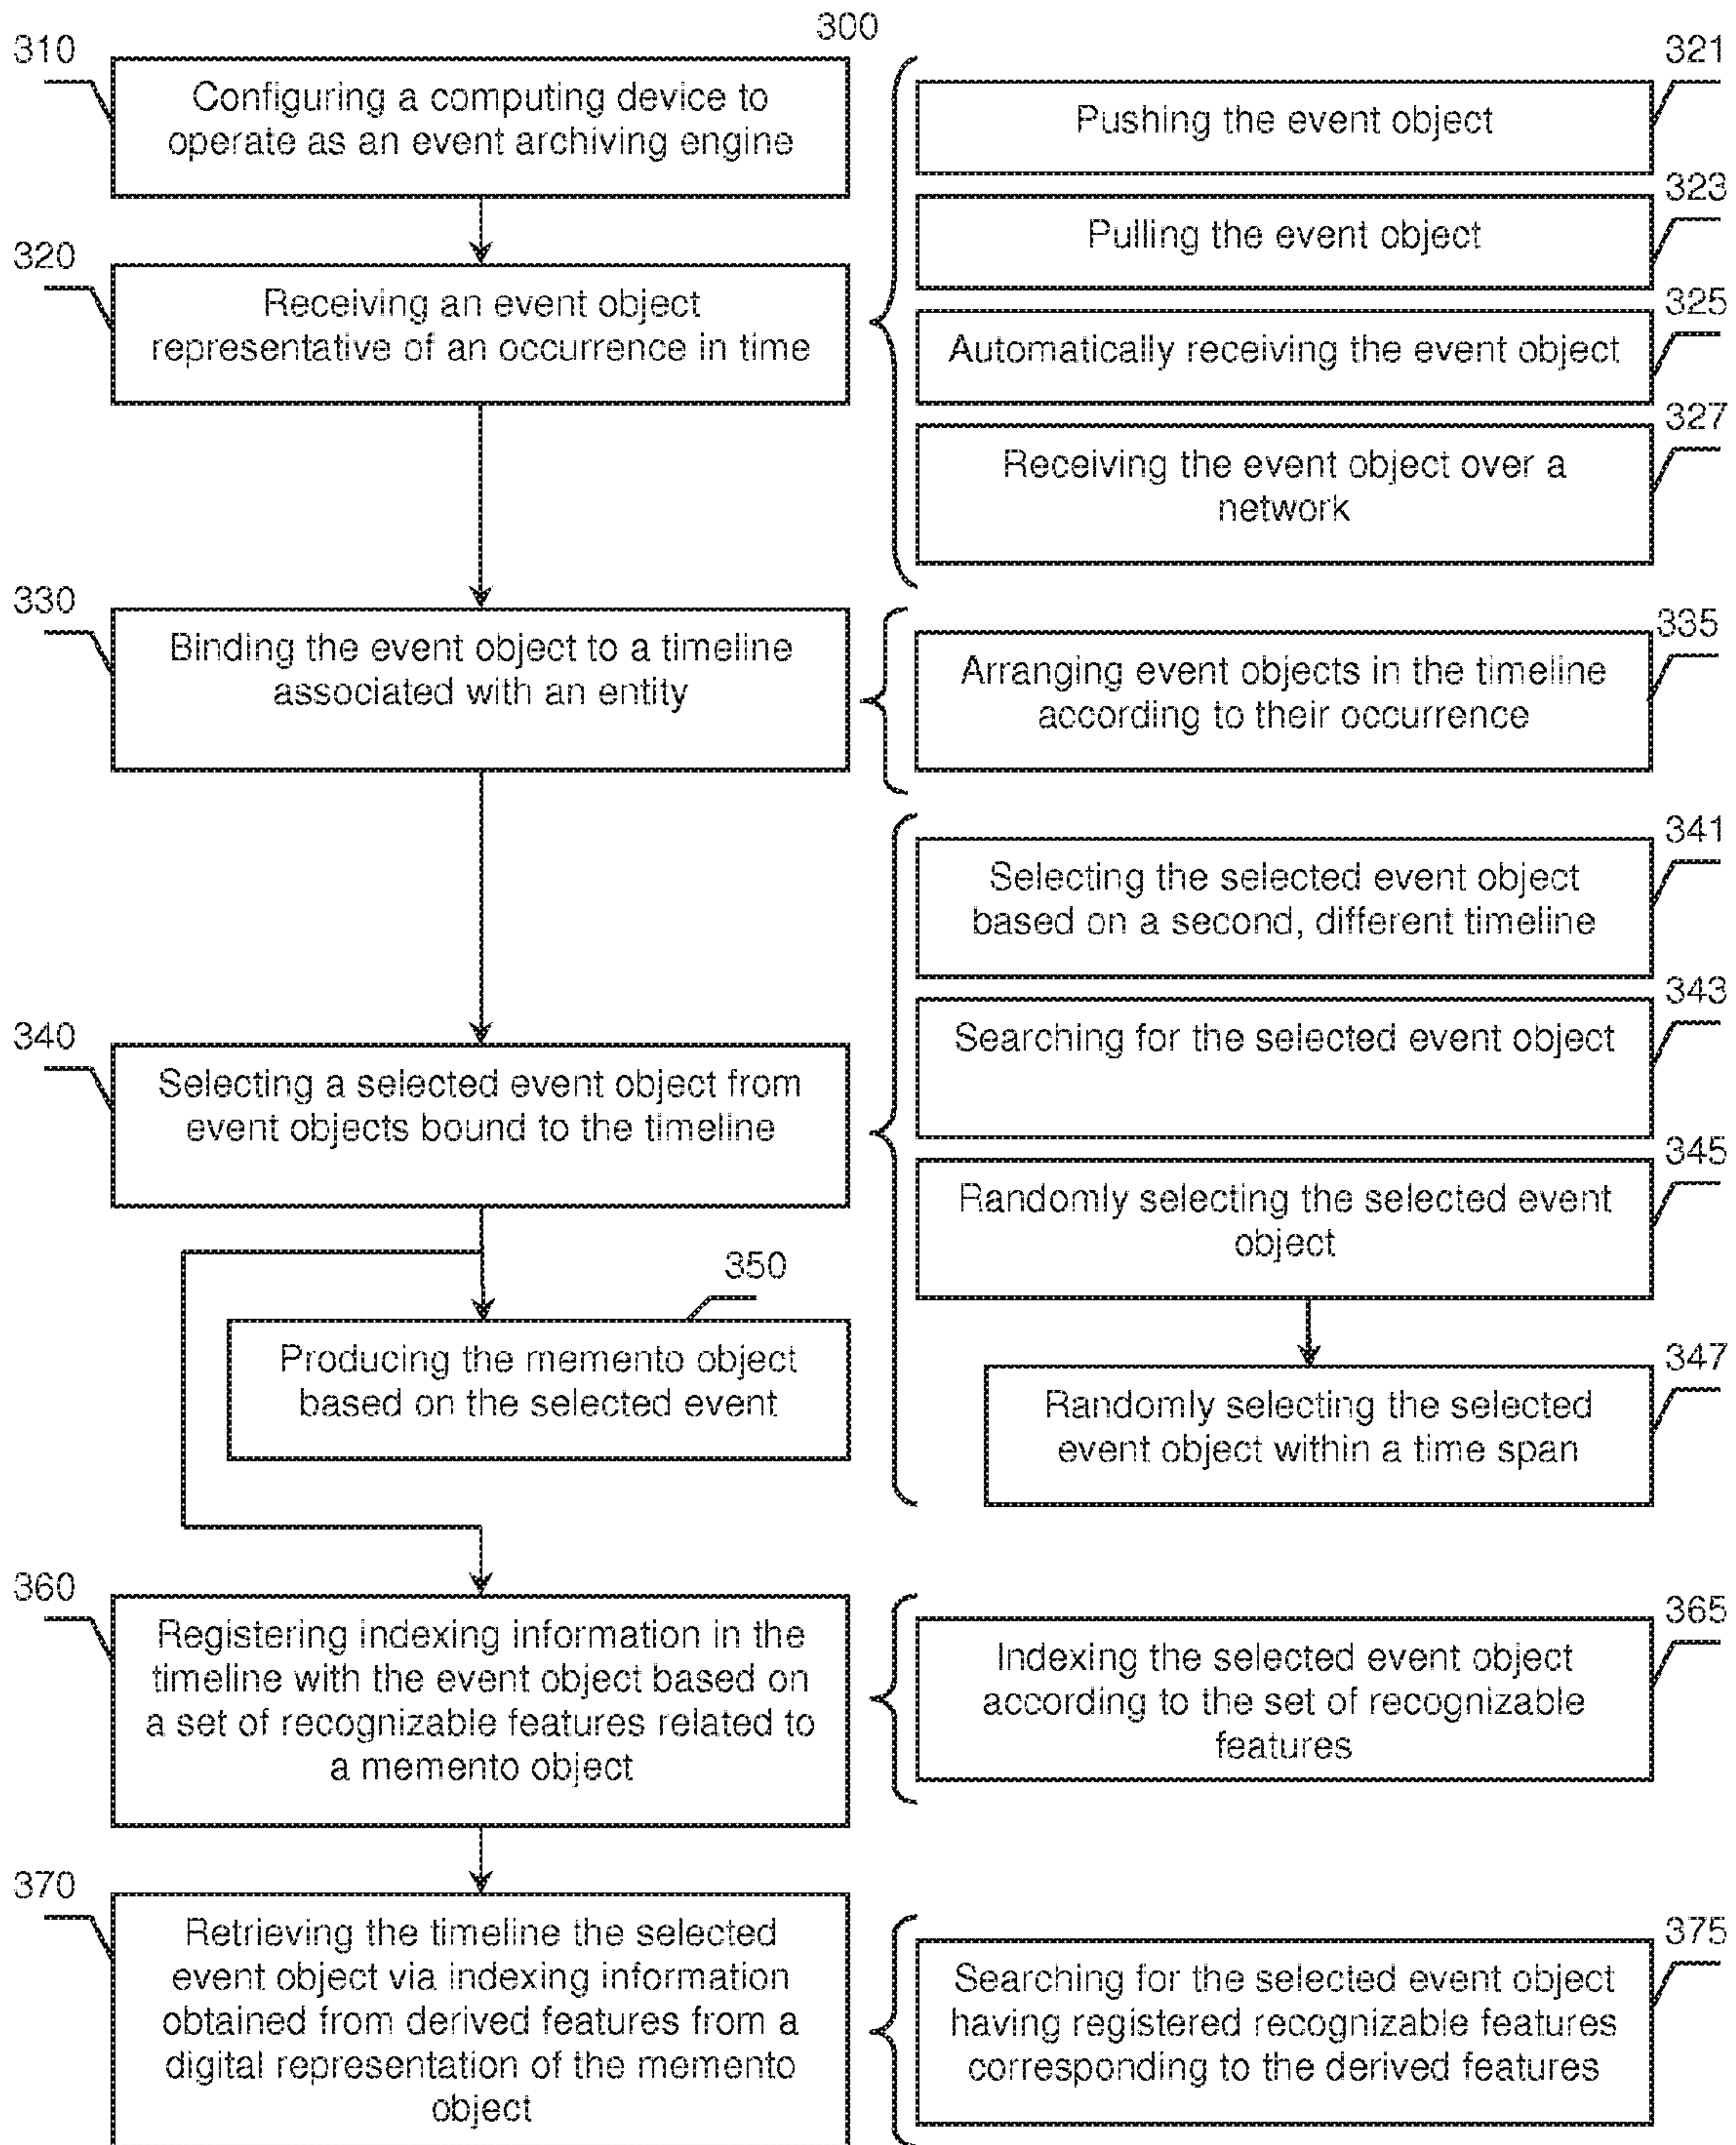 300
310
Configuring a computing device to
operate as an event archiving engine
321
Pushing the event object
323
Pulling the event object
320
Receiving an event object
representative of an occurrence in time
325
Automatically receiving the event object
327
Receiving the event object over a
network
330
Binding the event object to a timeline
associated with an entity
335
Arranging event objects in the timeline
according to their occurrence
341
Selecting the selected event object
based on a second, different timeline
343
Searching for the selected event object
340
Selecting a selected event object from
event objects bound to the timeline
345
Randomly selecting the selected event
object
350
Producing the memento object
based on the selected event
347
Randomly selecting the selected
event object within a time span
360
Registering indexing information in the
timeline with the event object based on
a set of recognizable features related to
a memento object
365
Indexing the selected event object
according to the set of recognizable
features
370
Retrieving the timeline the selected
event object via indexing information
obtained from derived features from a
digital representation of the memento
object
375
Searching for the selected event object
having registered recognizable features
corresponding to the derived features